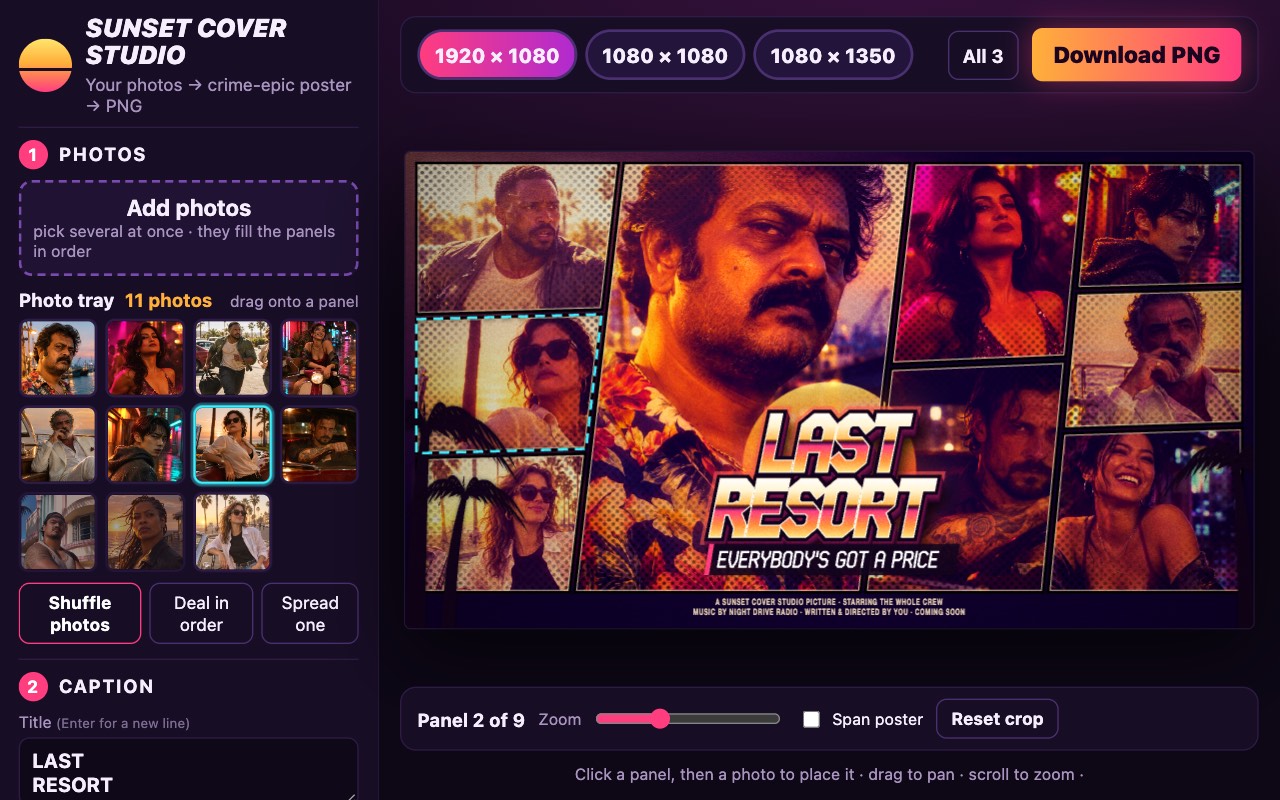 SUNSET COVER
STUDIO
Your photos → crime-epic poster
→ PNG
1 PHOTOS
Add photos
pick several at once · they fill the panels
in order
Photo tray 11 photos drag onto a panel
Shuffle
photos
Deal in
order
Spread
one
2 CAPTION
Title (Enter for a new line)
LAST
RESORT
1920 × 1080
1080 × 1080
1080 × 1350
All 3
Download PNG
LAST
RESORT
EVERYBODY'S GOT A PRICE
A SUNSET COVER STUDIO PICTURE · STARRING THE WHOLE CREW
MUSIC BY NIGHT DRIVE RADIO · WRITTEN & DIRECTED BY YOU · COMING SOON
Panel 2 of 9 Zoom Span poster Reset crop
Click a panel, then a photo to place it · drag to pan · scroll to zoom ·